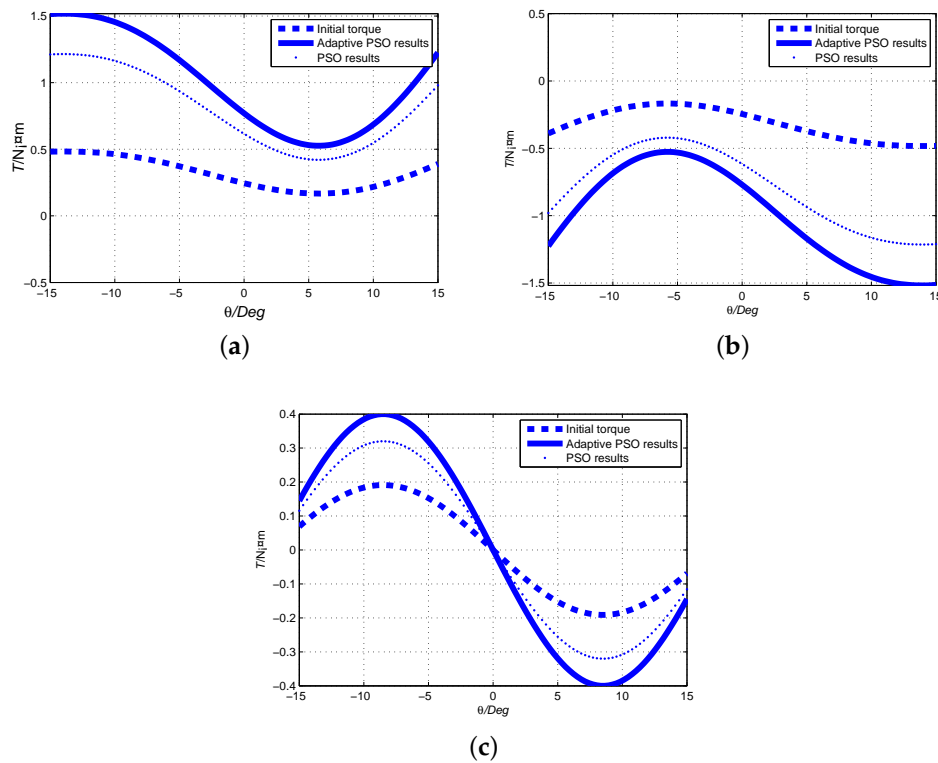 1.5
1
0.5
0
−0.5
T/N¡¤m
Initial torque
Adaptive PSO results
PSO results
−15 −10 −5 0 5 10 15
θ/Deg
(a)
0.5
0
−0.5
−1
−1.5
T/N¡¤m
Initial torque
Adaptive PSO results
PSO results
−15 −10 −5 0 5 10 15
θ/Deg
(b)
0.4
0.3
0.2
0.1
0
−0.1
−0.2
−0.3
−0.4
T/N¡¤m
Initial torque
Adaptive PSO results
PSO results
−15 −10 −5 0 5 10 15
θ/Deg
(c)